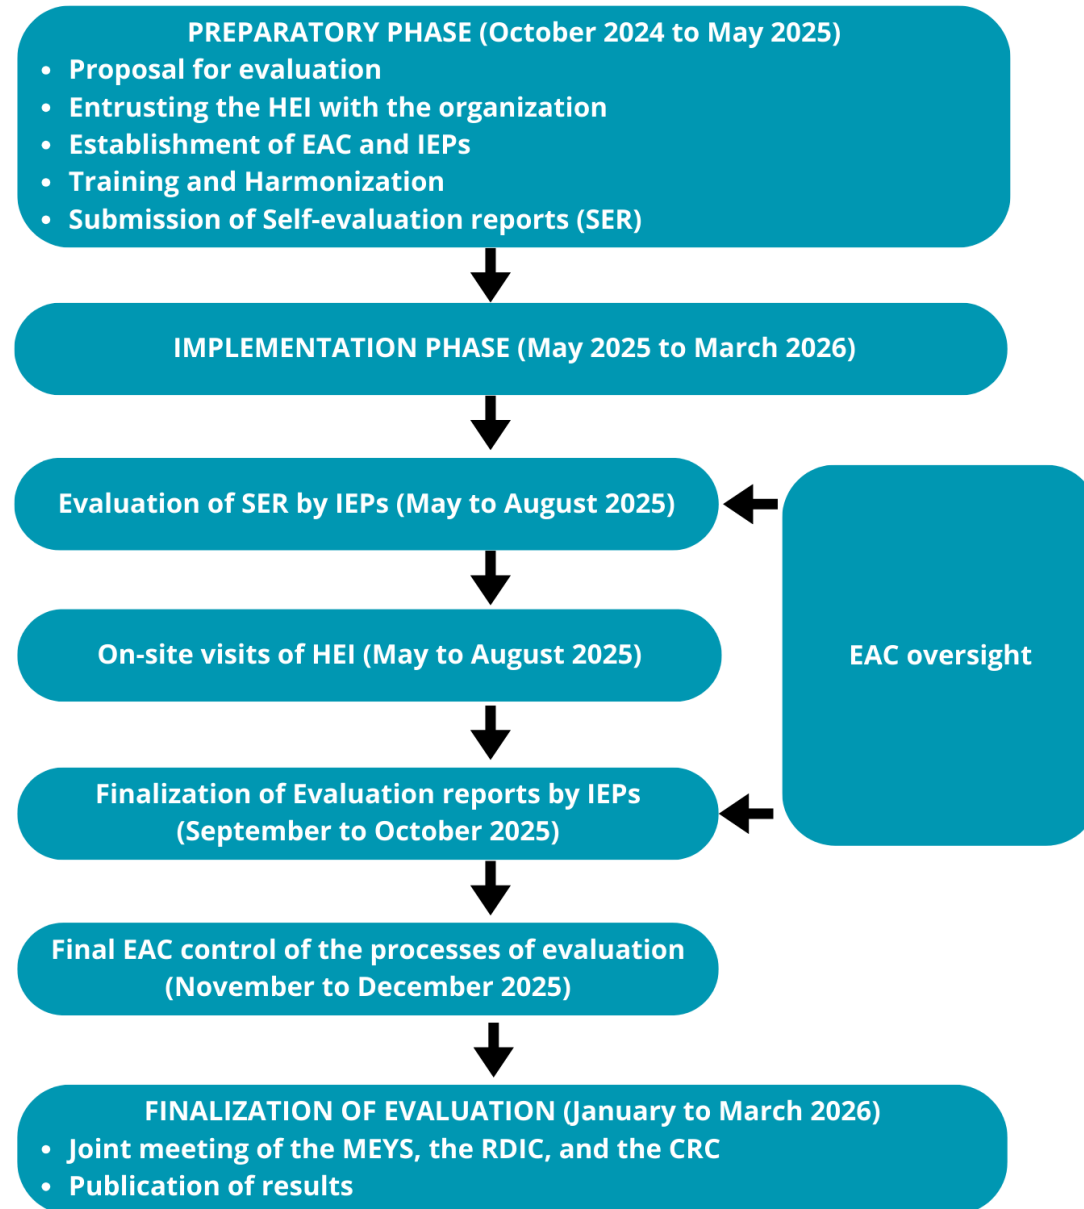 PREPARATORY PHASE (October 2024 to May 2025)
• Proposal for evaluation
• Entrusting the HEI with the organization
• Establishment of EAC and IEPs
• Training and Harmonization
• Submission of Self-evaluation reports (SER)
IMPLEMENTATION PHASE (May 2025 to March 2026)
Evaluation of SER by IEPs (May to August 2025)
On-site visits of HEI (May to August 2025)
EAC oversight
Finalization of Evaluation reports by IEPs
(September to October 2025)
Final EAC control of the processes of evaluation
(November to December 2025)
FINALIZATION OF EVALUATION (January to March 2026)
• Joint meeting of the MEYS, the RDIC, and the CRC
• Publication of results